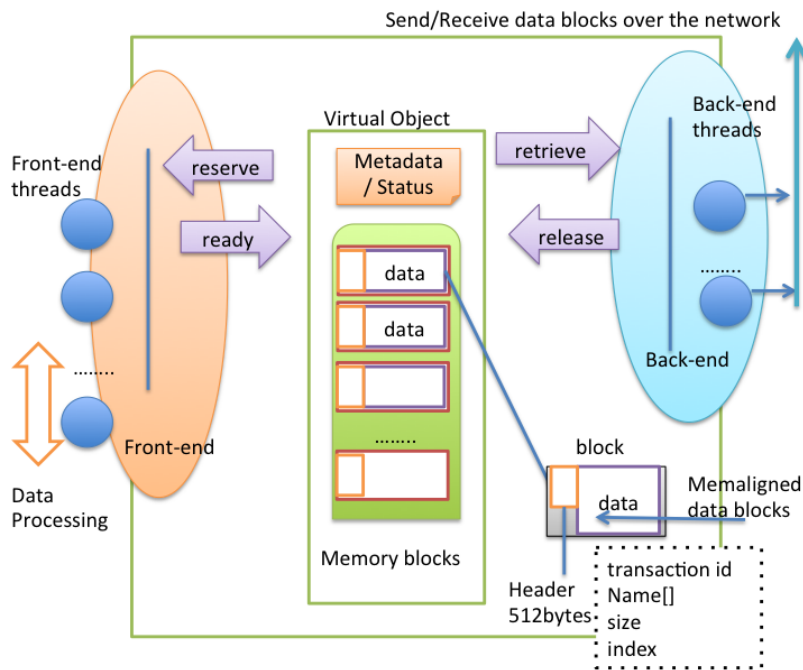 Send/Receive data blocks over the network
Back-end
threads
Virtual Object
Front-end
threads
reserve
Metadata
/ Status
retrieve
ready
release
data
data
……..
……..
……..
Front-end
Back-end
Data
Processing
Memory blocks
block
data
Memaligned
data blocks
Header
512bytes
transaction id
Name[]
size
index